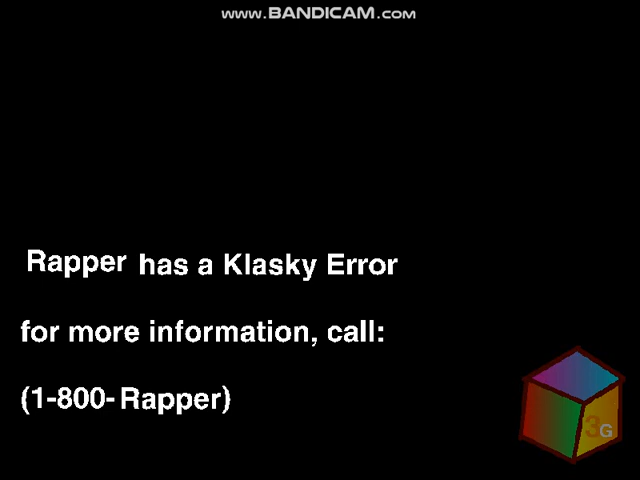 www.BANDICAM.com
Rapper has a Klasky Error
for more information, call:
(1-800-Rapper)
3G